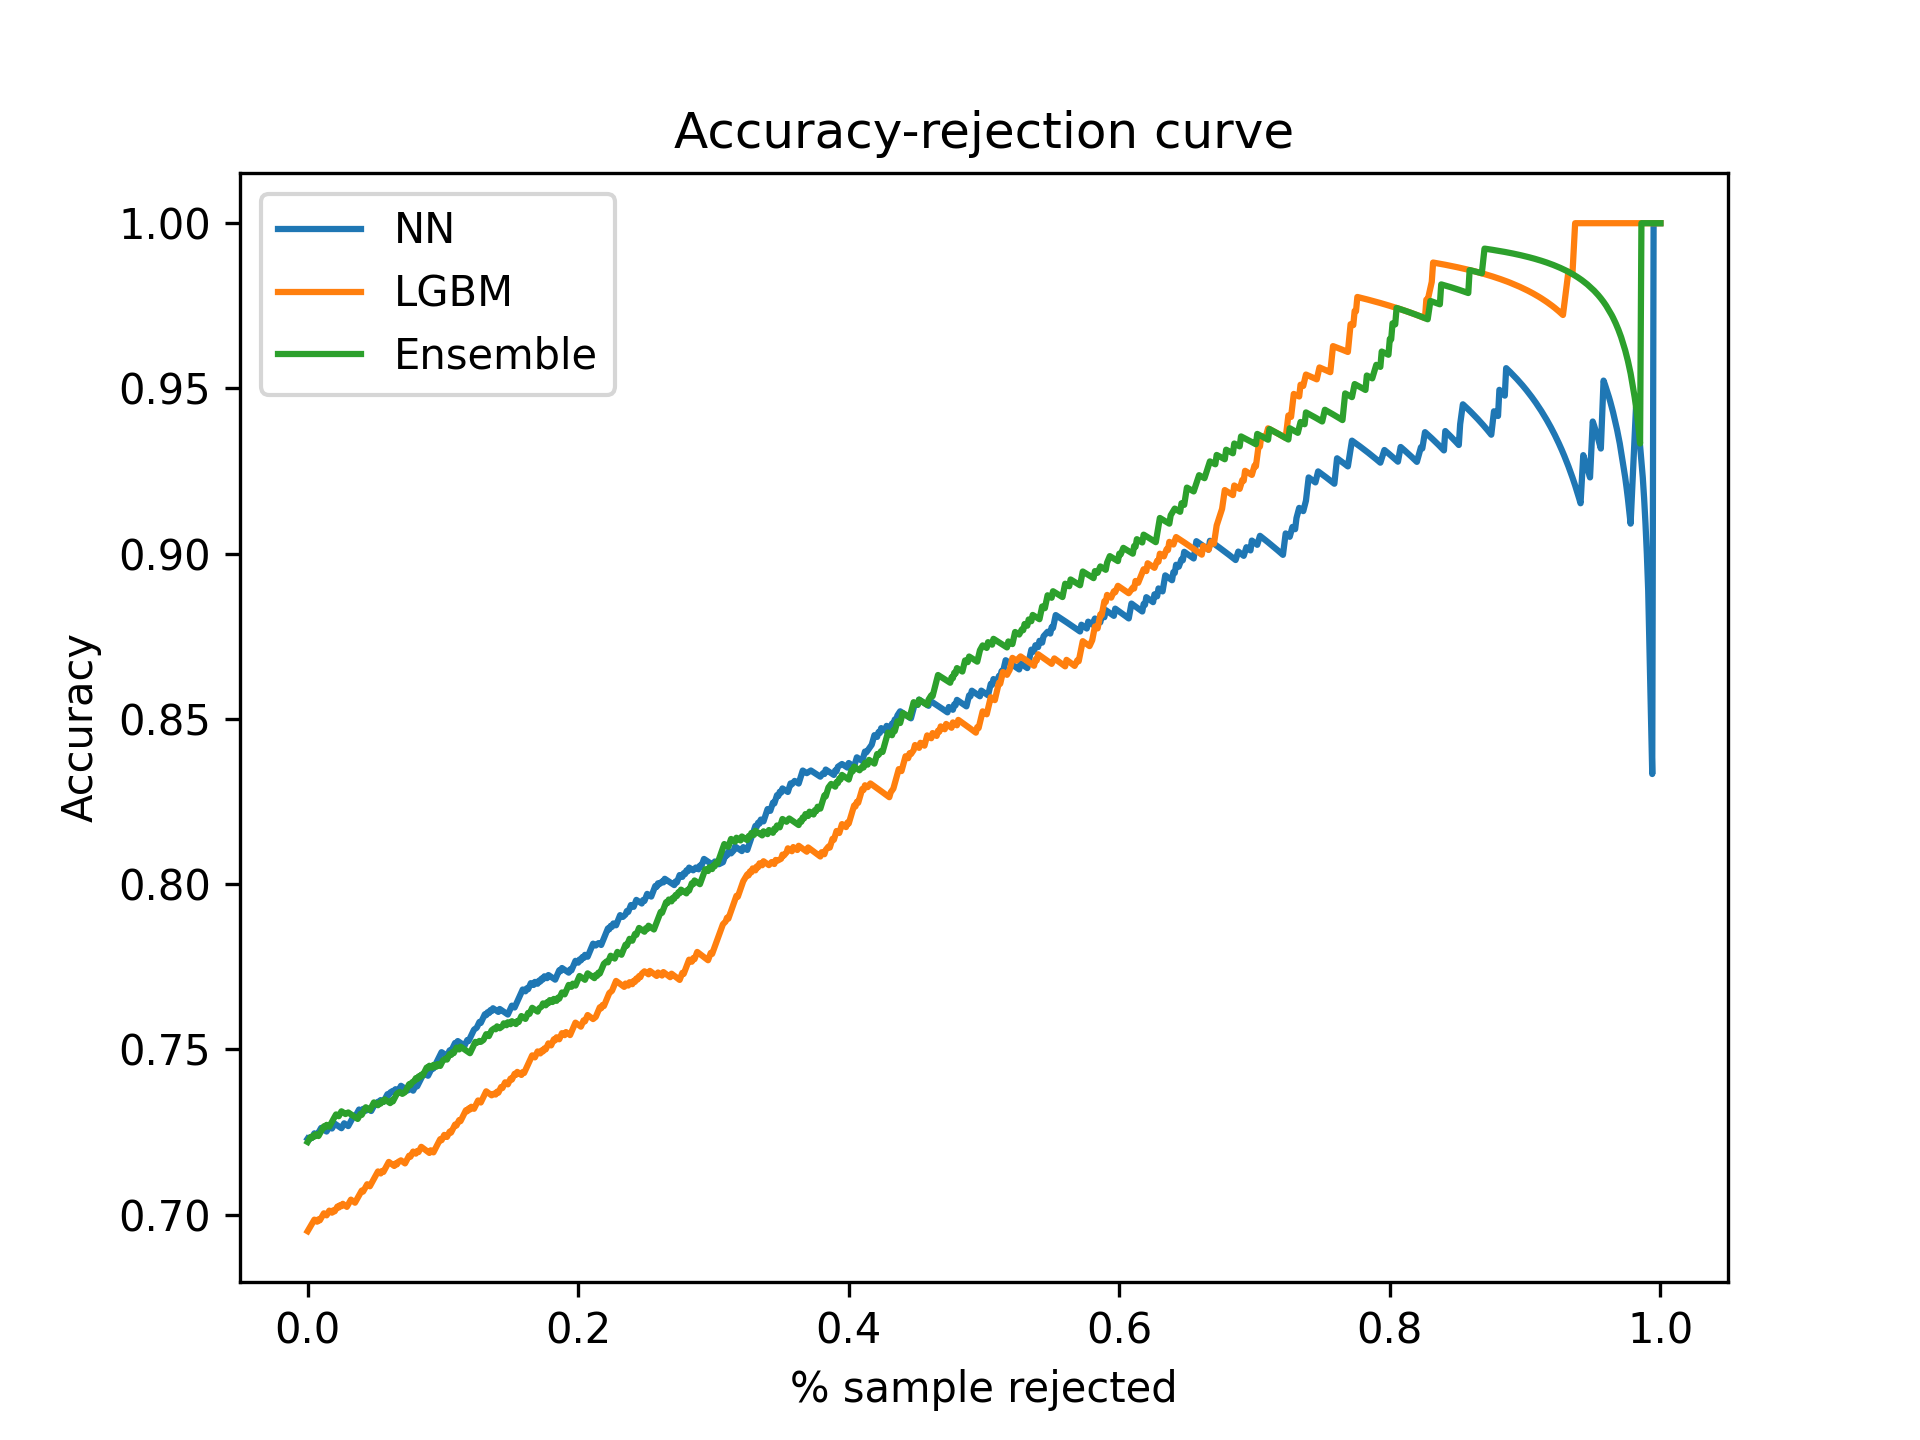 Accuracy-rejection curve
NN
LGBM
Ensemble
1.00
0.95
0.90
0.85
0.80
0.75
0.70
Accuracy
0.0 0.2 0.4 0.6 0.8 1.0
% sample rejected